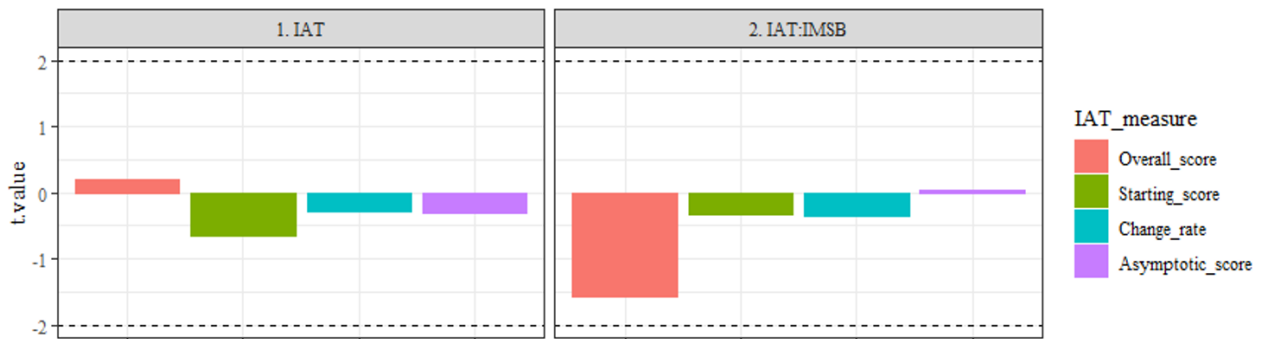 1. IAT
2. IAT:IMSB
t.value
2
1
0
-1
-2
IAT_measure
Overall_score
Starting_score
Change_rate
Asymptotic_score